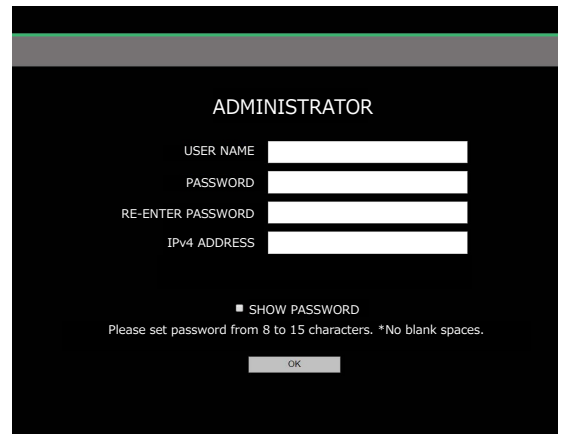 ADMINISTRATOR
USER NAME
PASSWORD
RE-ENTER PASSWORD
IPv4 ADDRESS
SHOW PASSWORD
Please set password from 8 to 15 characters. *No blank spaces.
OK